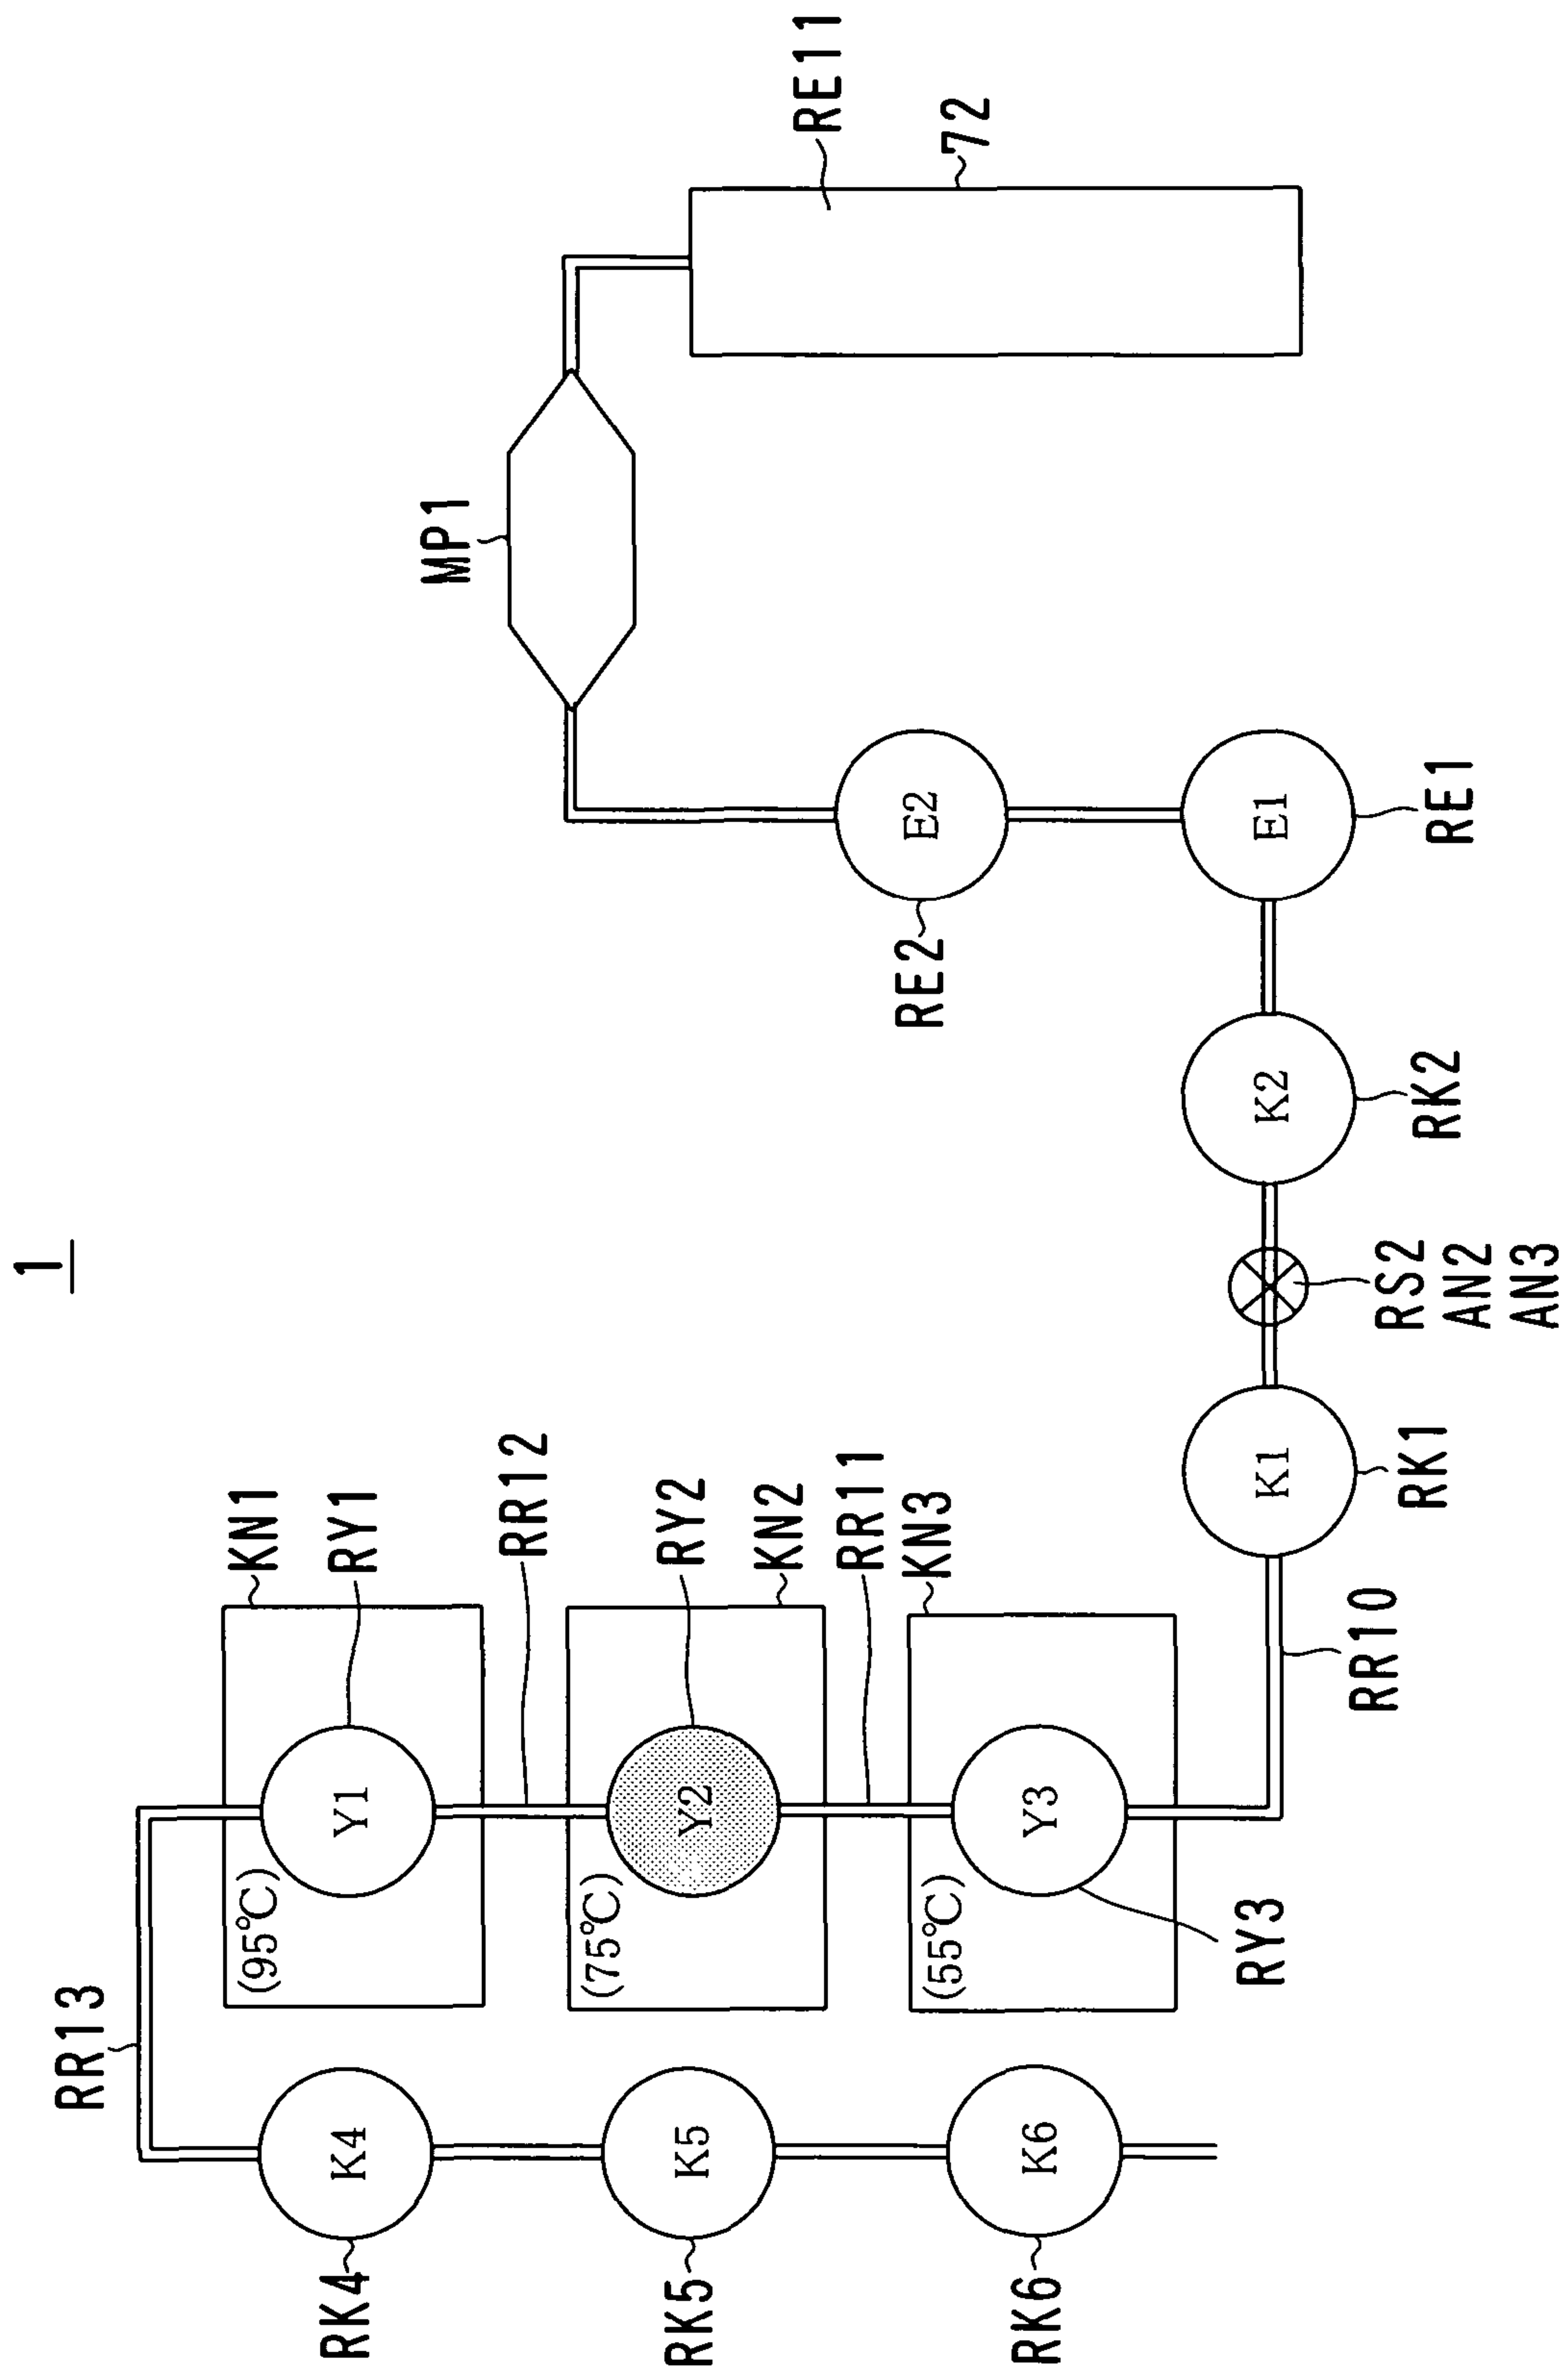 1
RR13
KN1
RY1
(95°C)
Y1
RR12
RY2
KN2
(75°C)
Y2
RR11
KN3
(55°C)
Y3
RY3
RR10
K4
RK4
K5
RK5
K6
RK6
K1
RK1
RS2
AN2
AN3
K2
RK2
E1
RE1
E2
RE2
MP1
RE11
72